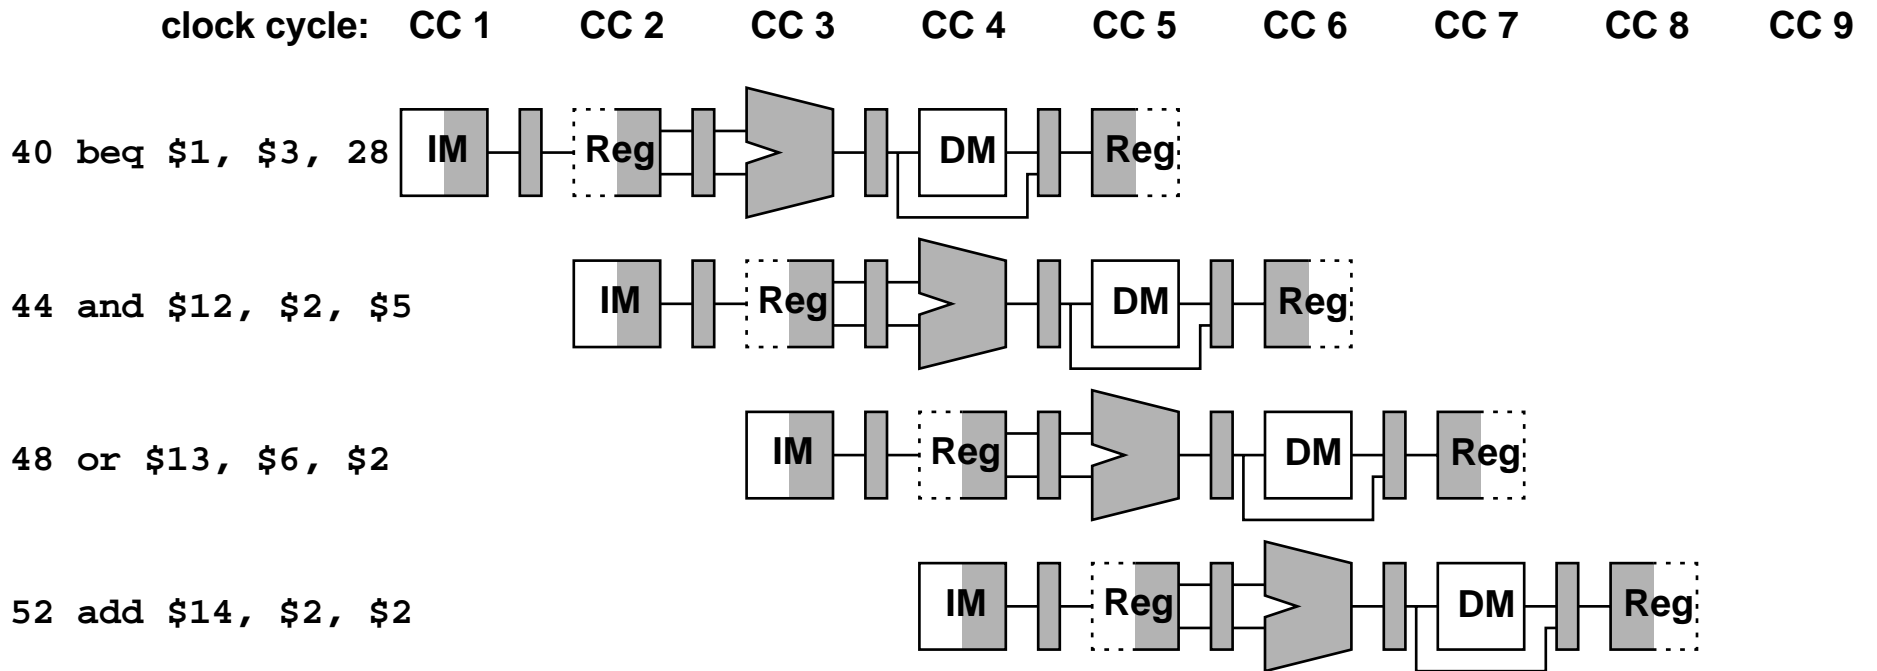 clock cycle: CC 1 CC 2 CC 3 CC 4 CC 5 CC 6 CC 7 CC 8 CC 9
40 beq $1, $3, 28 IM Reg DM Reg
44 and $12, $2, $5 IM Reg DM Reg
48 or $13, $6, $2 IM Reg DM Reg
52 add $14, $2, $2 IM Reg DM Reg